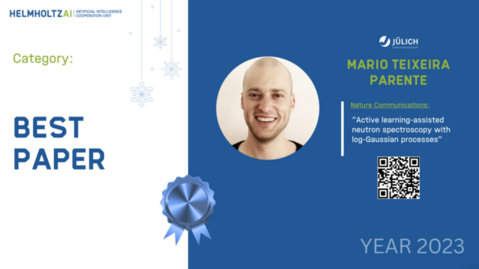 HELMHOLTZAI | ARTIFICIAL INTELLIGENCE
COOPERATION UNIT
Category:
BEST
PAPER
JÜLICH
MARIO TEIXEIRA
PARENTE
Nature Communications:
“Active learning-assisted
neutron spectroscopy with
log-Gaussian processes”
YEAR 2023